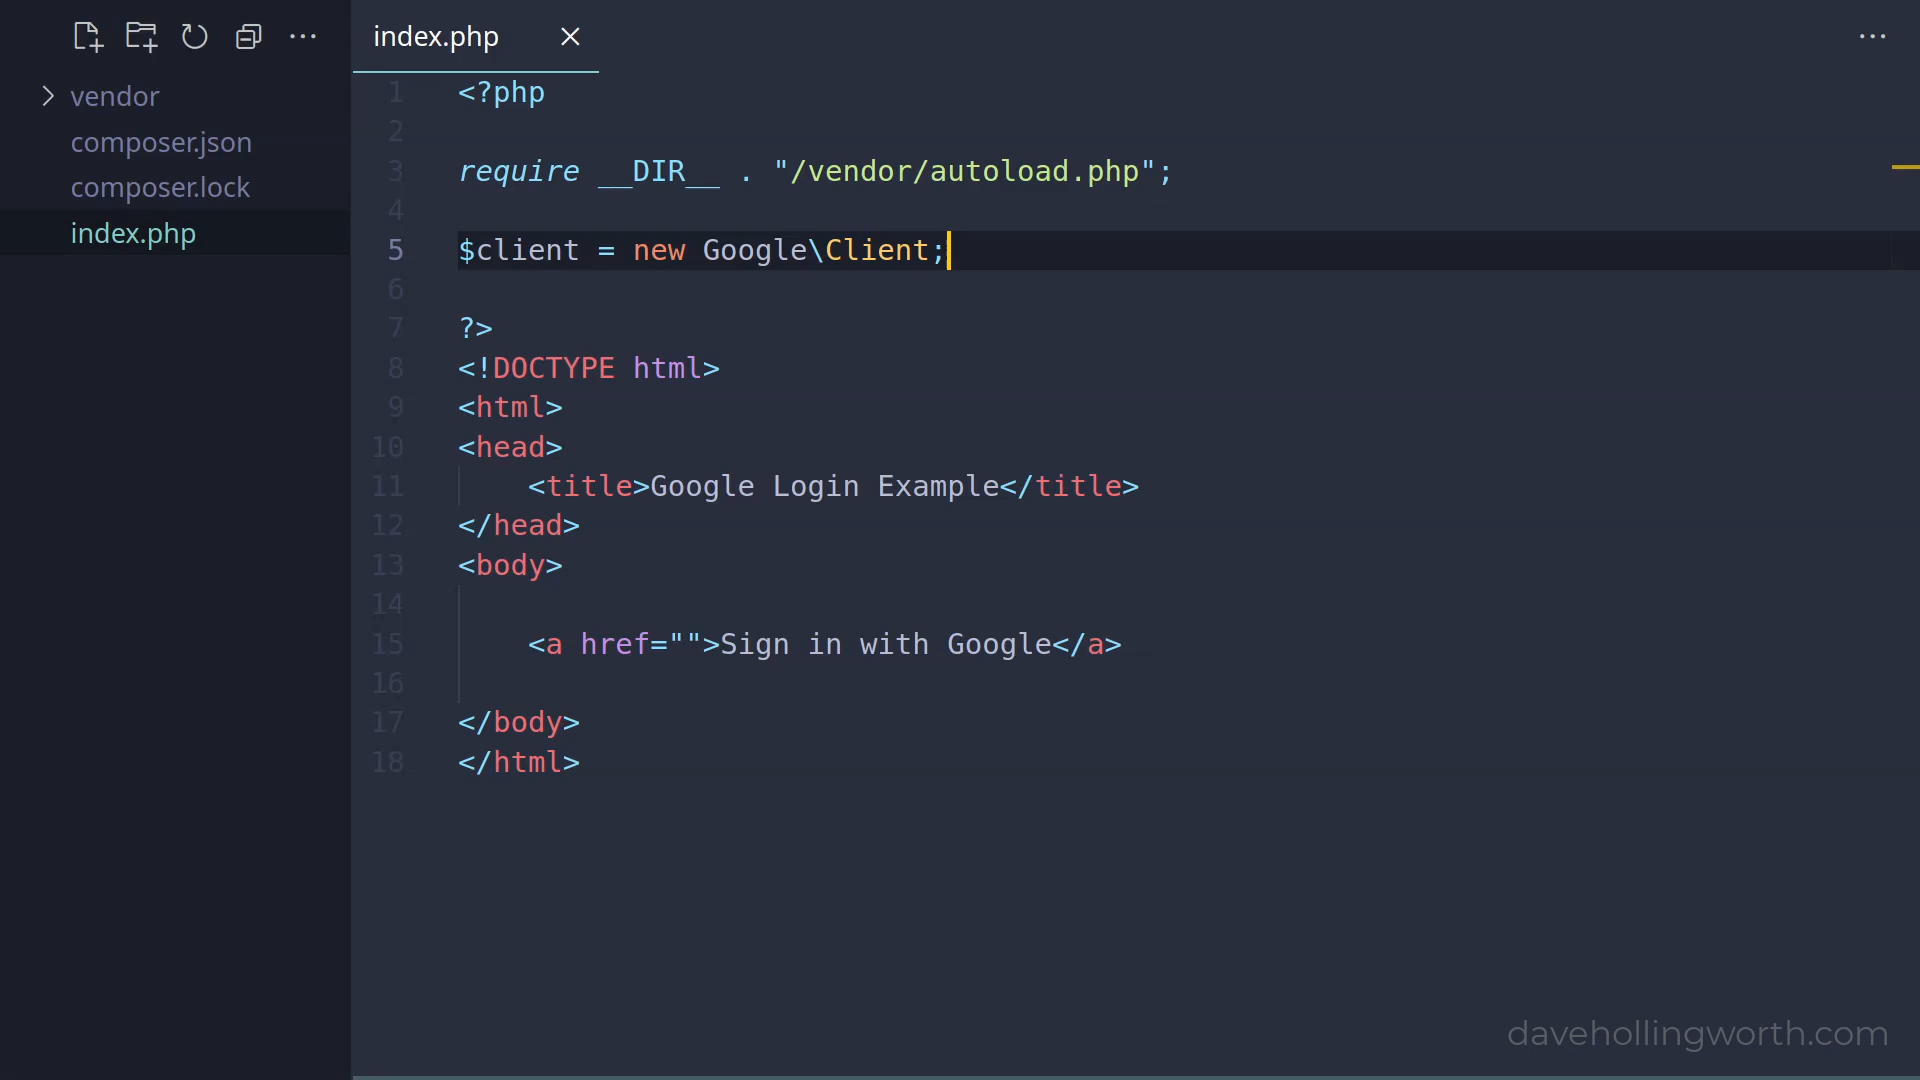 index.php
vendor
composer.json
composer.lock
index.php
1 <?php
2
3 require __DIR__ . "/vendor/autoload.php";
4
5 $client = new Google\Client;
6
7 ?>
8 <!DOCTYPE html>
9 <html>
10 <head>
11     <title>Google Login Example</title>
12 </head>
13 <body>
14
15     <a href="">Sign in with Google</a>
16
17 </body>
18 </html>
davehollingworth.com